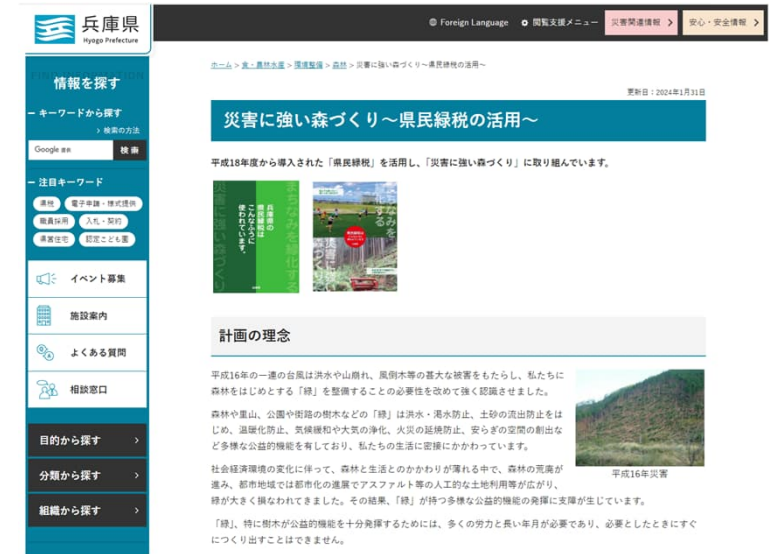 兵庫県
Hyogo Prefecture
Foreign Language
閲覧支援メニュー
災害関連情報
安心・安全情報
ホーム > 食・農林水産 > 環境整備 > 森林 > 災害に強い森づくり～県民緑税の活用～
更新日：2024年1月31日
情報を探す
キーワードから探す
検索の方法
Google 提供
検索
注目キーワード
県税
電子申請・様式提供
職員採用
入札・契約
県営住宅
認定こども園
イベント募集
施設案内
よくある質問
相談窓口
目的から探す
分類から探す
組織から探す
災害に強い森づくり～県民緑税の活用～
平成18年度から導入された「県民緑税」を活用し、「災害に強い森づくり」に取り組んでいます。
まちなみを緑化する
兵庫県の
県民緑税は
こんなふうに
使われています。
災害に強い森づくり
まちなみを緑化する
災害に強い森づくり
計画の理念
平成16年の一連の台風は洪水や山崩れ、風倒木等の甚大な被害をもたらし、私たちに
森林をはじめとする「緑」を整備することの必要性を改めて強く認識させました。
森林や里山、公園や街路の樹木などの「緑」は洪水・渇水防止、土砂の流出防止をは
じめ、温暖化防止、気候緩和や大気の浄化、火災の延焼防止、安らぎの空間の創出な
ど多様な公益的機能を有しており、私たちの生活に密接にかかわっています。
平成16年災害
社会経済環境の変化に伴って、森林と生活とのかかわりが薄れる中で、森林の荒廃が
進み、都市地域では都市化の進展でアスファルト等の人工的な土地利用等が広がり、
緑が大きく損なわれてきました。その結果、「緑」が持つ多様な公益的機能の発揮に支障が生じています。
「緑」、特に樹木が公益的機能を十分発揮するためには、多くの労力と長い年月が必要であり、必要としたときにすぐ
につくり出すことはできません。